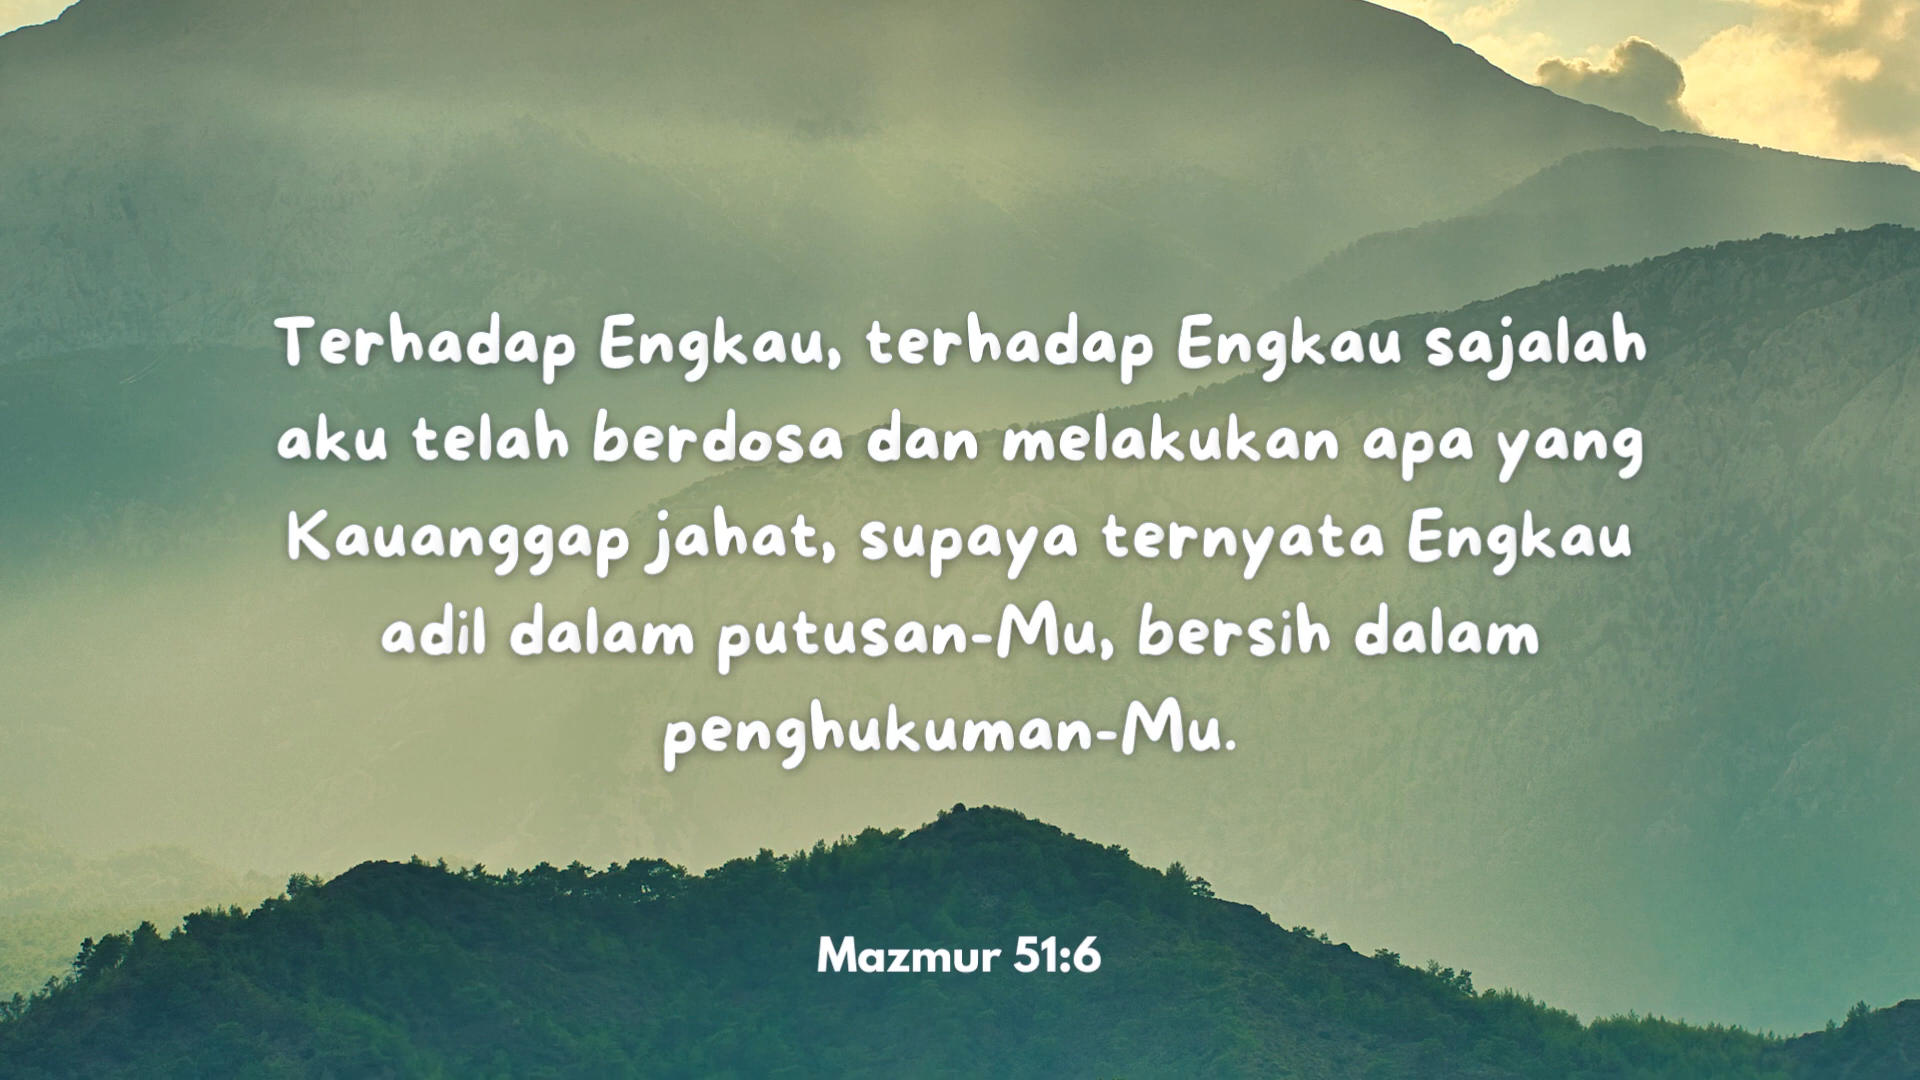 Terhadap Engkau, terhadap Engkau sajalah
aku telah berdosa dan melakukan apa yang
Kauanggap jahat, supaya ternyata Engkau
adil dalam putusan-Mu, bersih dalam
penghukuman-Mu.
Mazmur 51:6